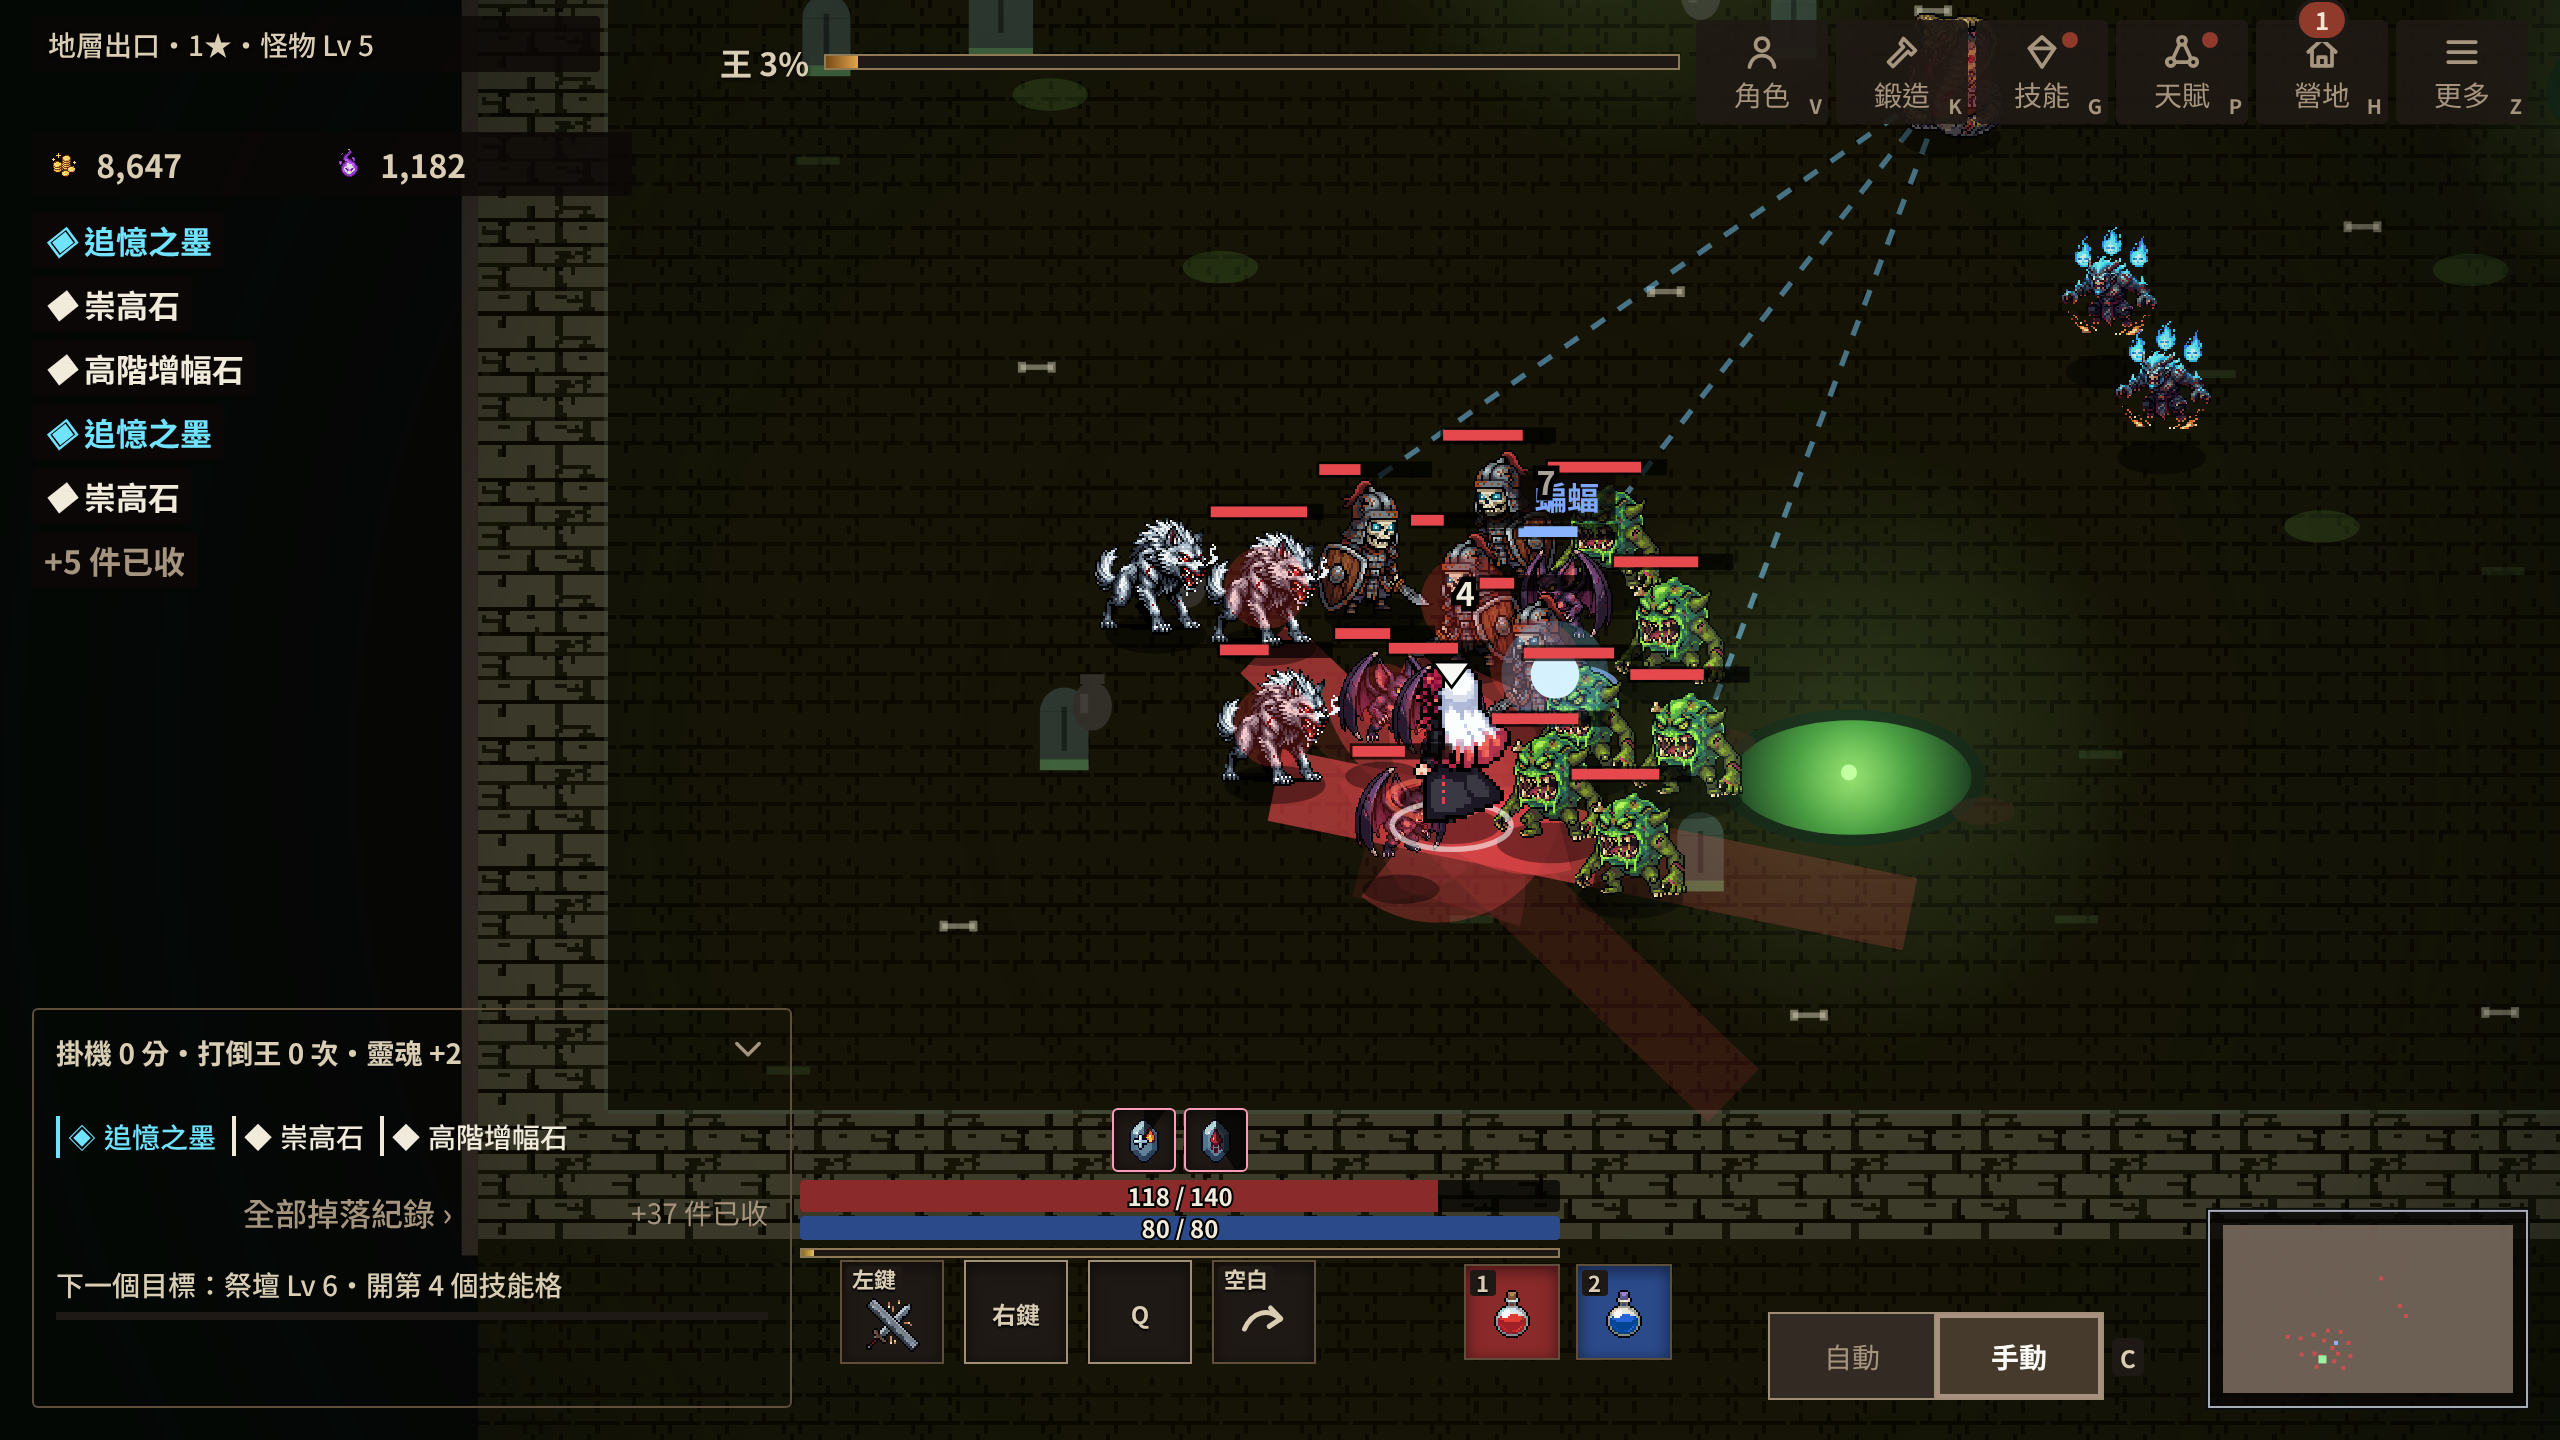 地層出口・1★・怪物 Lv 5
王 3%
1
角色 V
鍛造 K
技能 G
天賦 P
營地 H
更多 Z
8,647
1,182
追憶之墨
崇高石
高階增幅石
追憶之墨
崇高石
+5 件已收
7
蝙蝠
4
掛機 0 分・打倒王 0 次・靈魂 +2
追憶之墨 崇高石 高階增幅石
全部掉落紀錄 ›
+37 件已收
下一個目標：祭壇 Lv 6・開第 4 個技能格
118 / 140
80 / 80
左鍵
右鍵
Q
空白
1
2
自動
手動
C